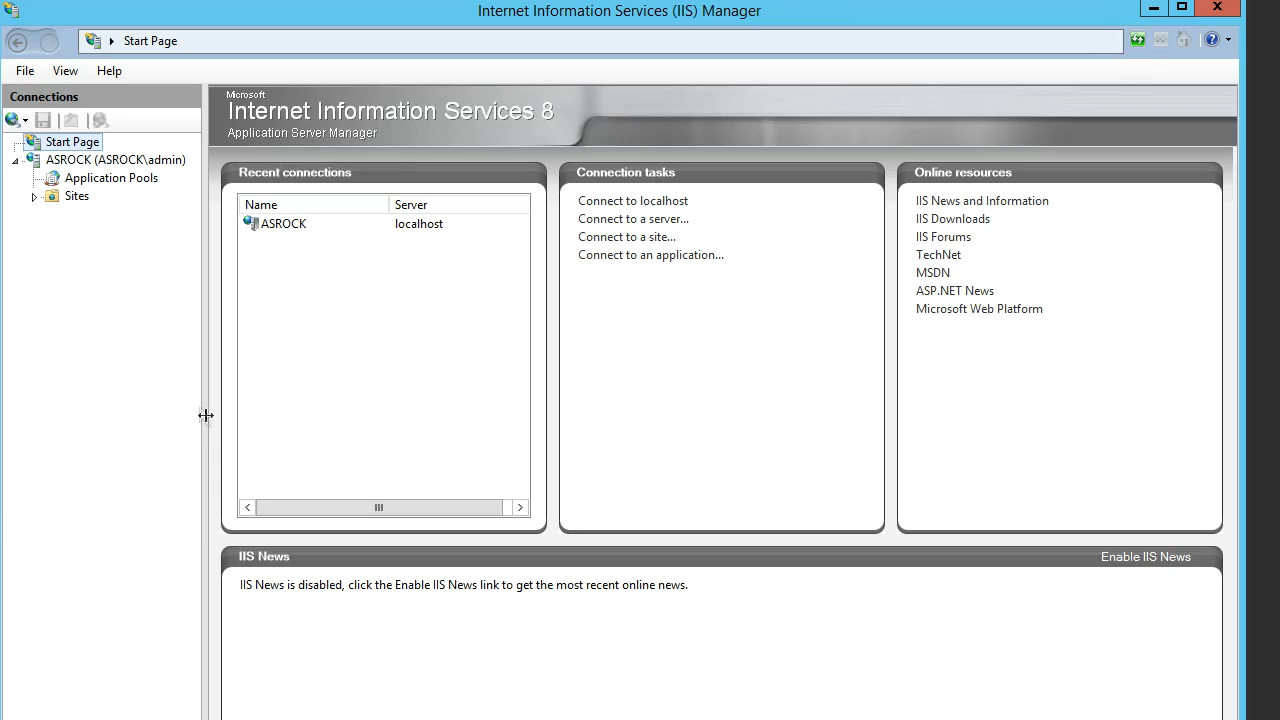 Internet Information Services (IIS) Manager
Start Page
File View Help
Connections
Start Page
ASROCK (ASROCK\admin)
Application Pools
Sites
Microsoft
Internet Information Services 8
Application Server Manager
Recent connections
Name Server
ASROCK localhost
Connection tasks
Connect to localhost
Connect to a server...
Connect to a site...
Connect to an application...
Online resources
IIS News and Information
IIS Downloads
IIS Forums
TechNet
MSDN
ASP.NET News
Microsoft Web Platform
IIS News Enable IIS News
IIS News is disabled, click the Enable IIS News link to get the most recent online news.